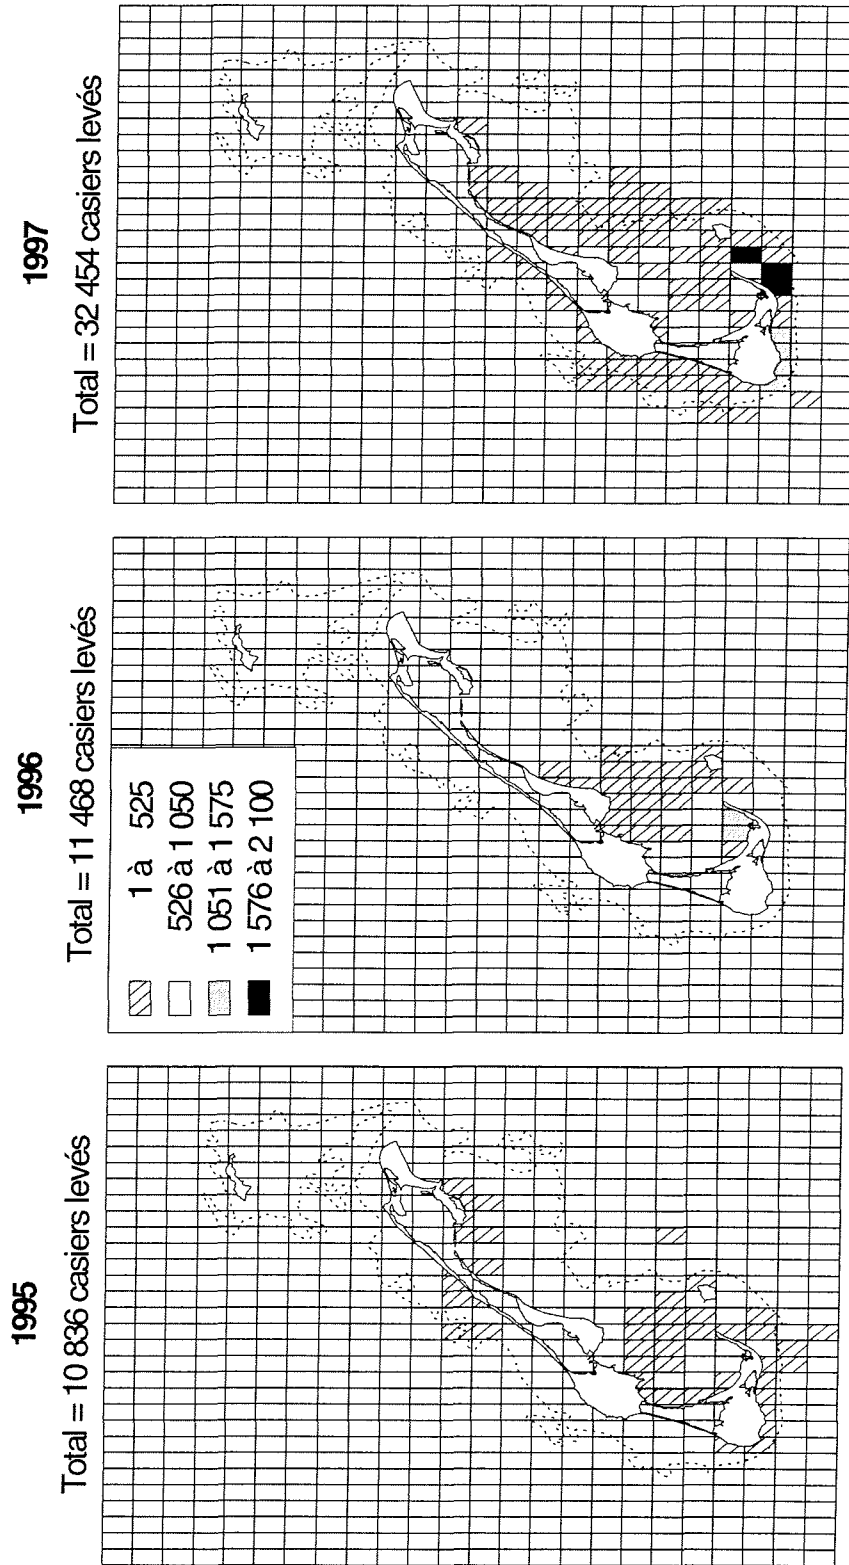 1995
Total = 10 836 casiers levés
1996
Total = 11 468 casiers levés
1 à 525
526 à 1 050
1 051 à 1 575
1 576 à 2 100
1997
Total = 32 454 casiers levés